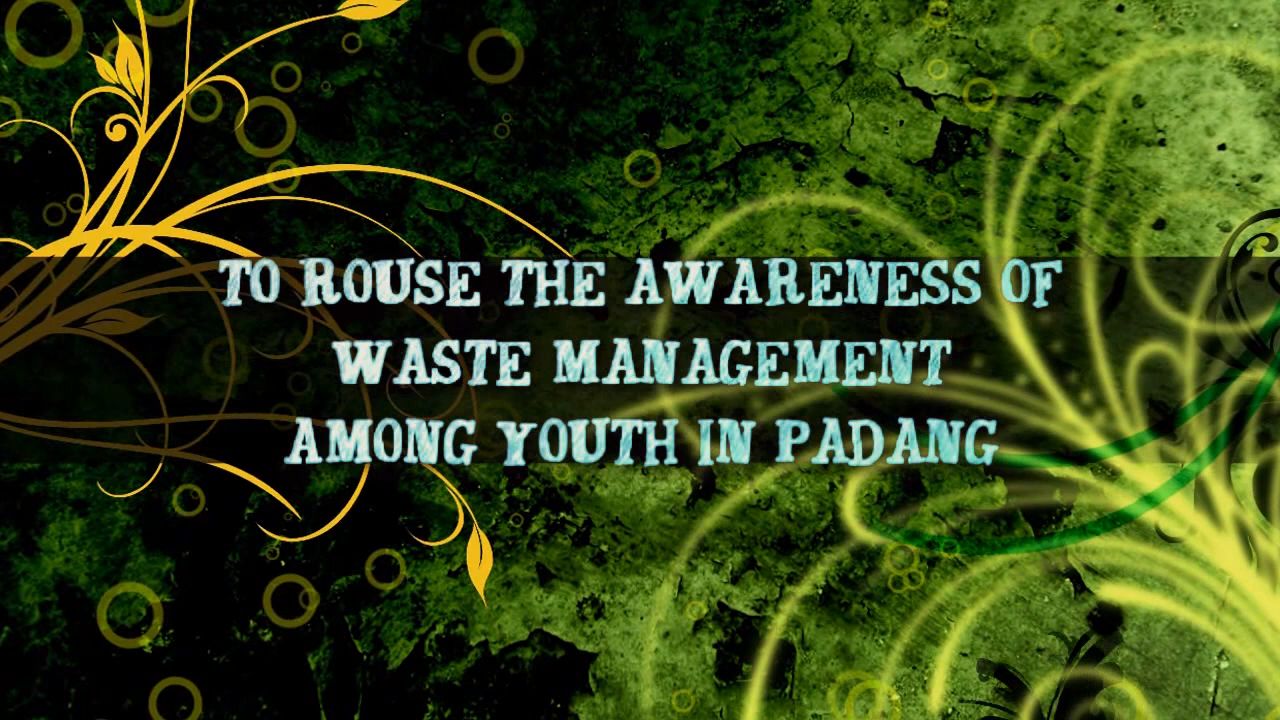 TO ROUSE THE AWARENESS OF
WASTE MANAGEMENT
AMONG YOUTH IN PADANG